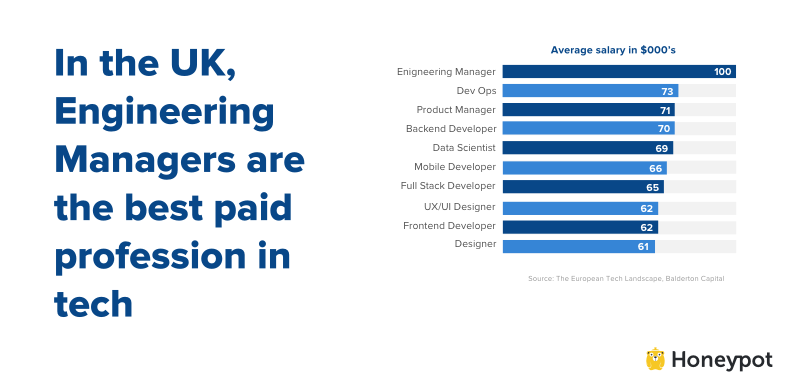 In the UK,
Engineering
Managers are
the best paid
profession in
tech
Average salary in $000’s
Enigneering Manager 100
Dev Ops 73
Product Manager 71
Backend Developer 70
Data Scientist 69
Mobile Developer 66
Full Stack Developer 65
UX/UI Designer 62
Frontend Developer 62
Designer 61
Source: The European Tech Landscape, Balderton Capital
Honeypot